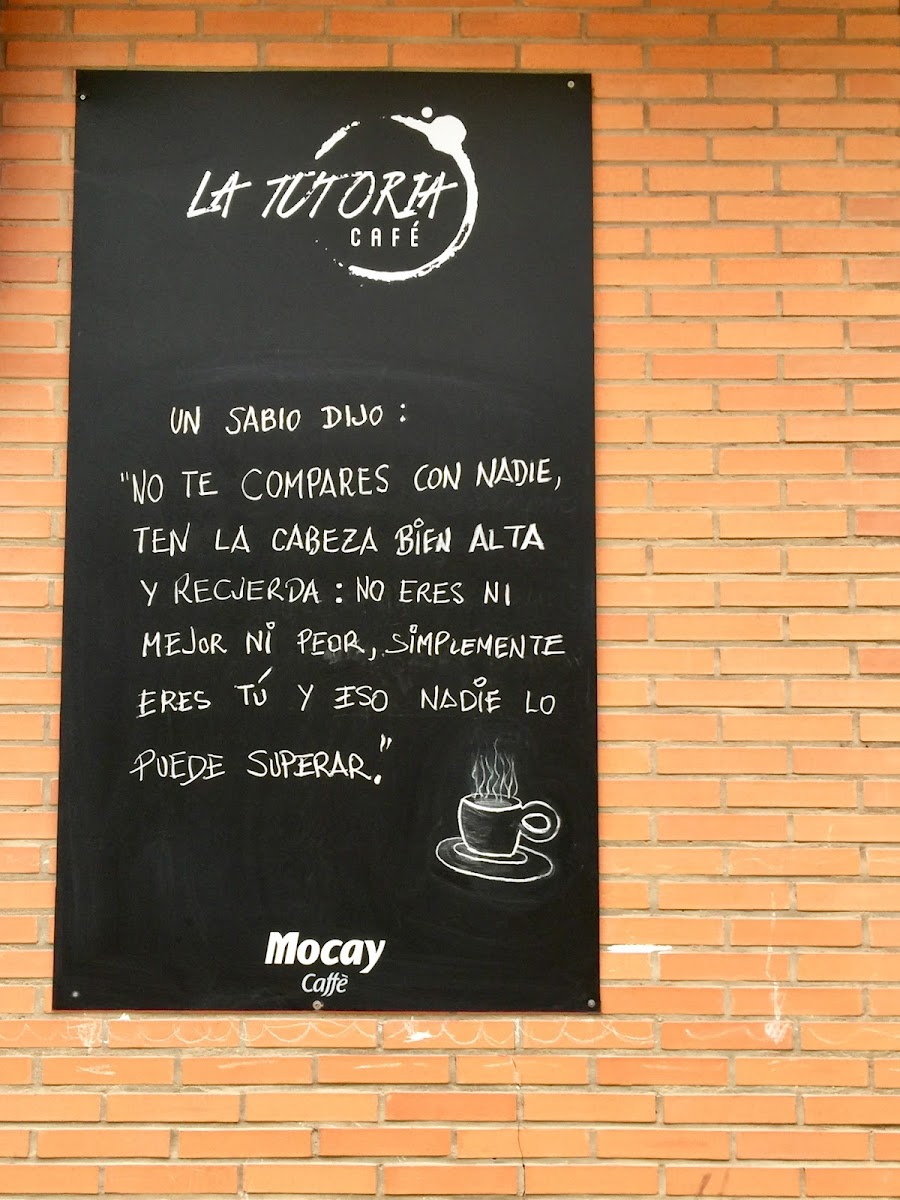 LA TUTORIA
CAFÉ
UN SABIO DIJO:
"NO TE COMPARES CON NADIE,
TEN LA CABEZA BIEN ALTA
Y RECUERDA: NO ERES NI
MEJOR NI PEOR, SIMPLEMENTE
ERES TÚ Y ESO NADIE LO
PUEDE SUPERAR."
Mocay
Caffè